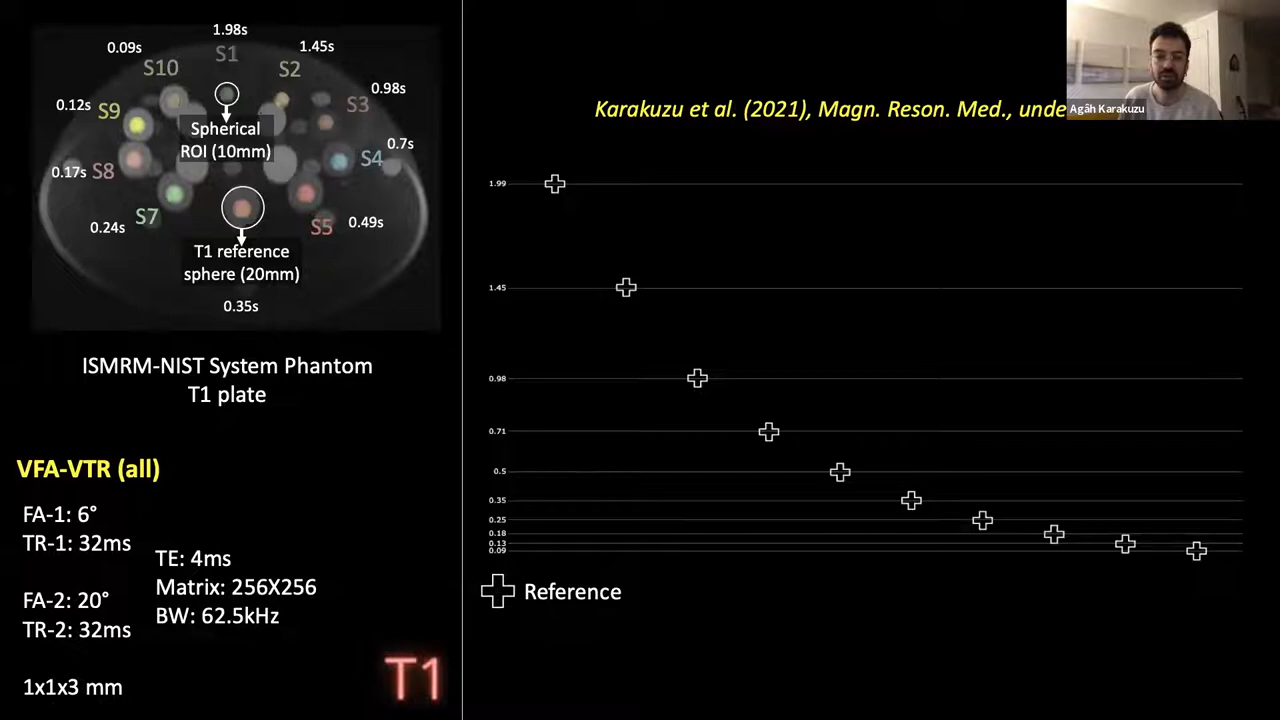 1.98s
0.09s
S1
1.45s
S10
S2
0.98s
0.12s
S9
S3
Spherical
ROI (10mm)
0.7s
S4
0.17s
S8
S7
0.24s
S5
0.49s
T1 reference
sphere (20mm)
0.35s
ISMRM-NIST System Phantom
T1 plate
VFA-VTR (all)
FA-1: 6°
TR-1: 32ms
FA-2: 20°
TR-2: 32ms
TE: 4ms
Matrix: 256X256
BW: 62.5kHz
1x1x3 mm
T1
Karakuzu et al. (2021), Magn. Reson. Med., unde
Agâh Karakuzu
1.99
1.45
0.98
0.71
0.5
0.35
0.25
0.18
0.13
0.09
Reference